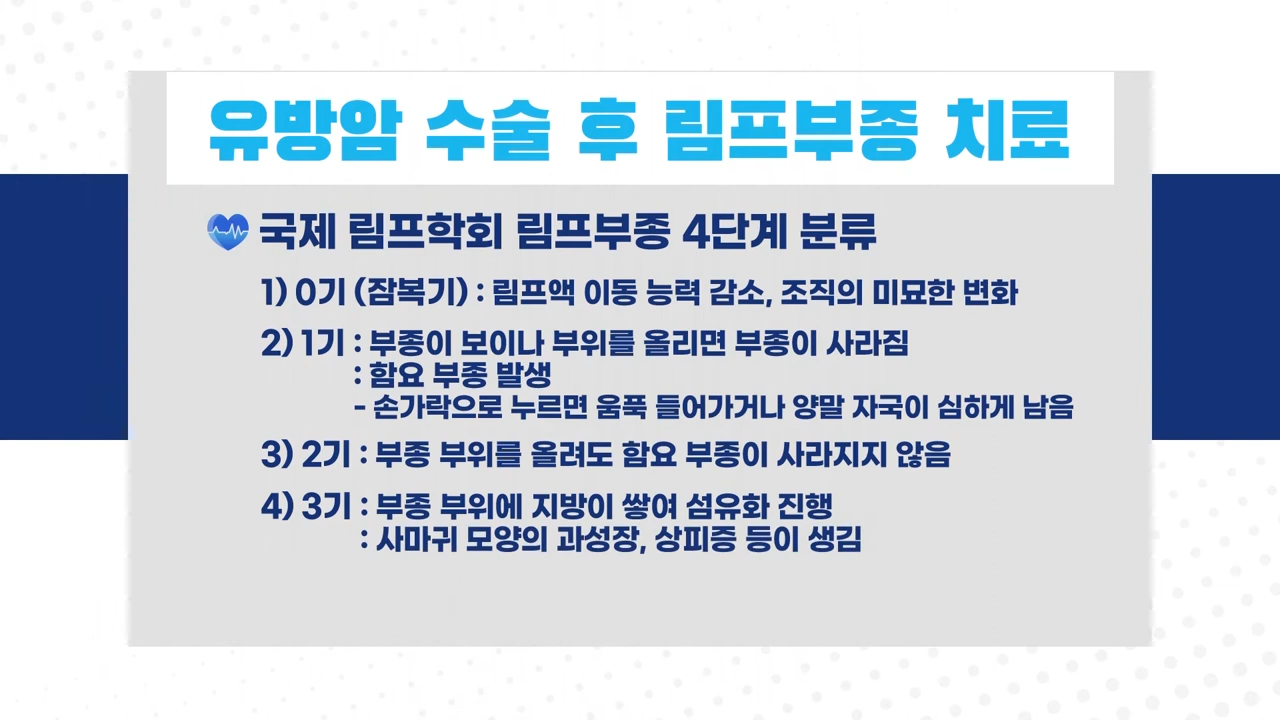 유방암 수술 후 림프부종 치료
국제 림프학회 림프부종 4단계 분류
1) 0기 (잠복기) : 림프액 이동 능력 감소, 조직의 미묘한 변화
2) 1기 : 부종이 보이나 부위를 올리면 부종이 사라짐
: 함요 부종 발생
- 손가락으로 누르면 움푹 들어가거나 양말 자국이 심하게 남음
3) 2기 : 부종 부위를 올려도 함요 부종이 사라지지 않음
4) 3기 : 부종 부위에 지방이 쌓여 섬유화 진행
: 사마귀 모양의 과성장, 상피증 등이 생김